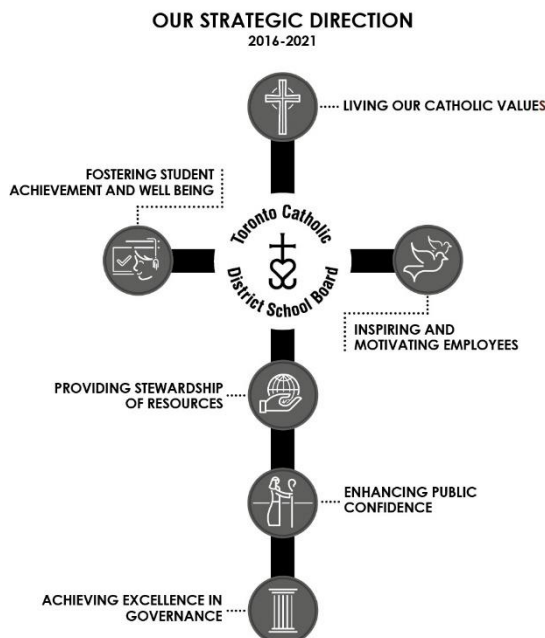 OUR STRATEGIC DIRECTION
2016-2021
LIVING OUR CATHOLIC VALUES
FOSTERING STUDENT
ACHIEVEMENT AND WELL BEING
Toronto Catholic
District School Board
INSPIRING AND
MOTIVATING EMPLOYEES
PROVIDING STEWARDSHIP
OF RESOURCES
ENHANCING PUBLIC
CONFIDENCE
ACHIEVING EXCELLENCE IN
GOVERNANCE